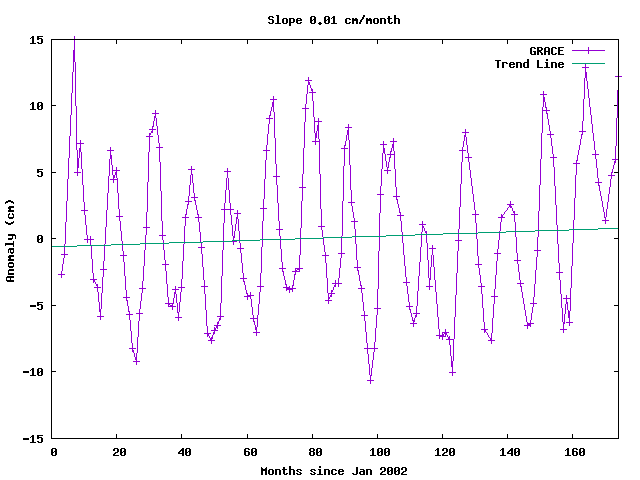 Slope 0.01 cm/month
GRACE
Trend Line
15
10
5
0
-5
-10
-15
Anomaly (cm)
0 20 40 60 80 100 120 140 160
Months since Jan 2002